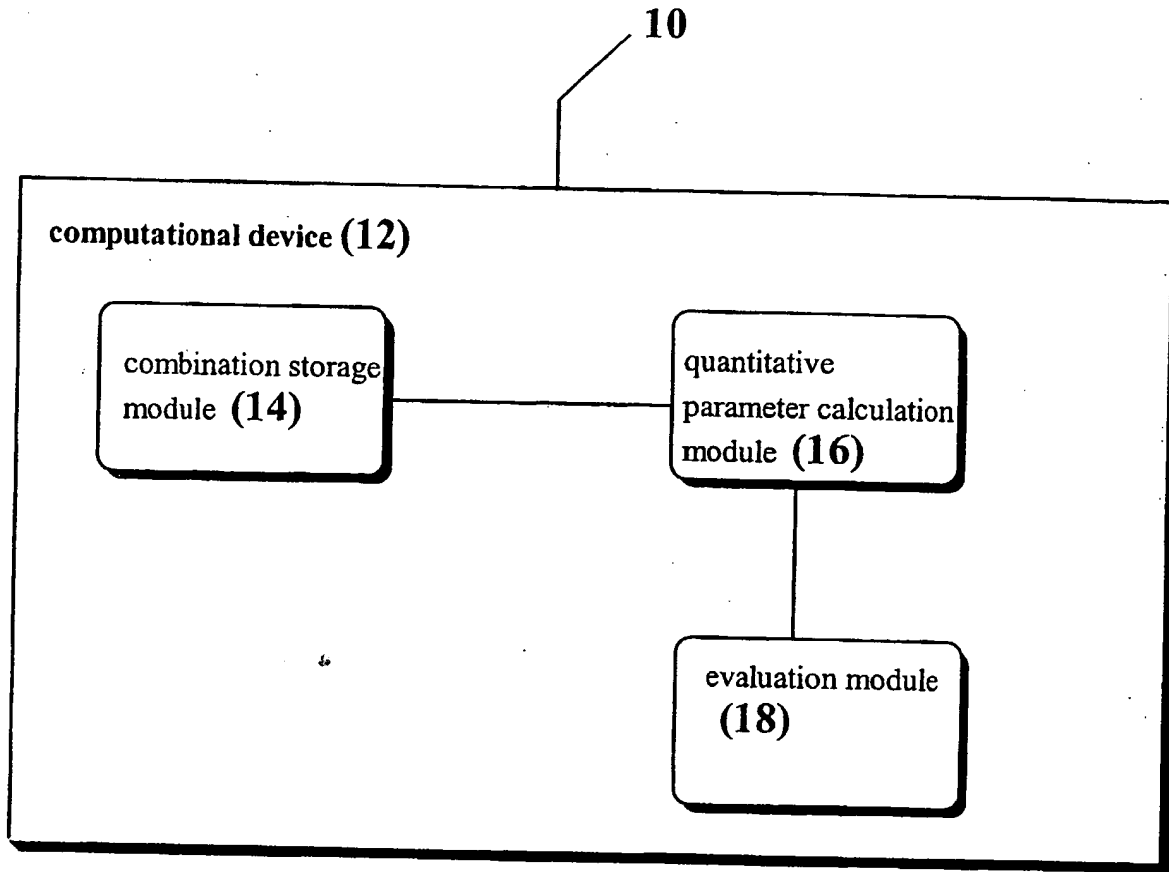 10
computational device (12)
combination storage
module (14)
quantitative
parameter calculation
module (16)
evaluation module
(18)